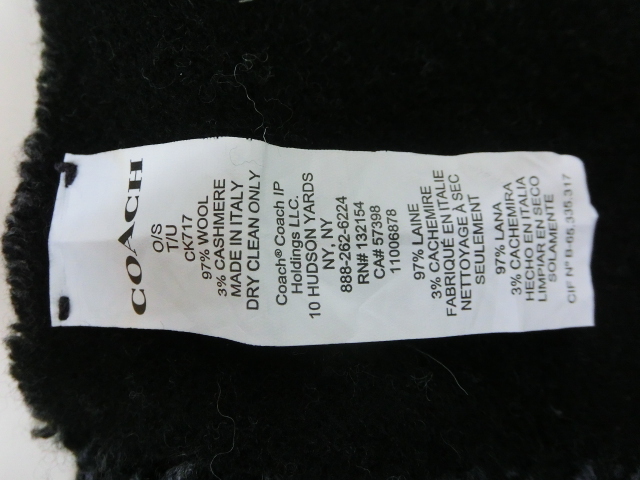 COACH
O/S
T/U
CK717
97% WOOL
3% CASHMERE
MADE IN ITALY
DRY CLEAN ONLY
Coach® Coach IP
Holdings LLC.
10 HUDSON YARDS
NY, NY
888-262-6224
RN# 132154
CA# 57398
11006878
97% LAINE
3% CACHEMIRE
FABRIQUÉ EN ITALIE
NETTOYAGE À SEC
SEULEMENT
97% LANA
3% CACHEMIRA
HECHO EN ITALIA
LIMPIAR EN SECO
SOLAMENTE
CIF Nº B-65,335,317